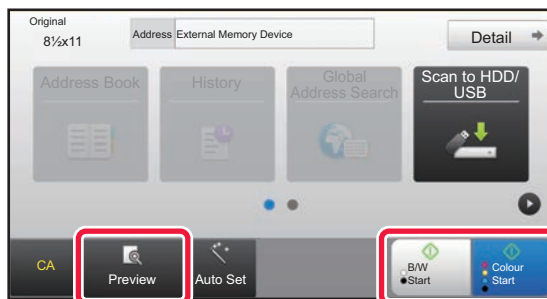 Original
8½x11
Address External Memory Device
Detail
Address Book
History
Global
Address Search
Scan to HDD/
USB
CA
Preview
Auto Set
B/W
Start
Colour
Start